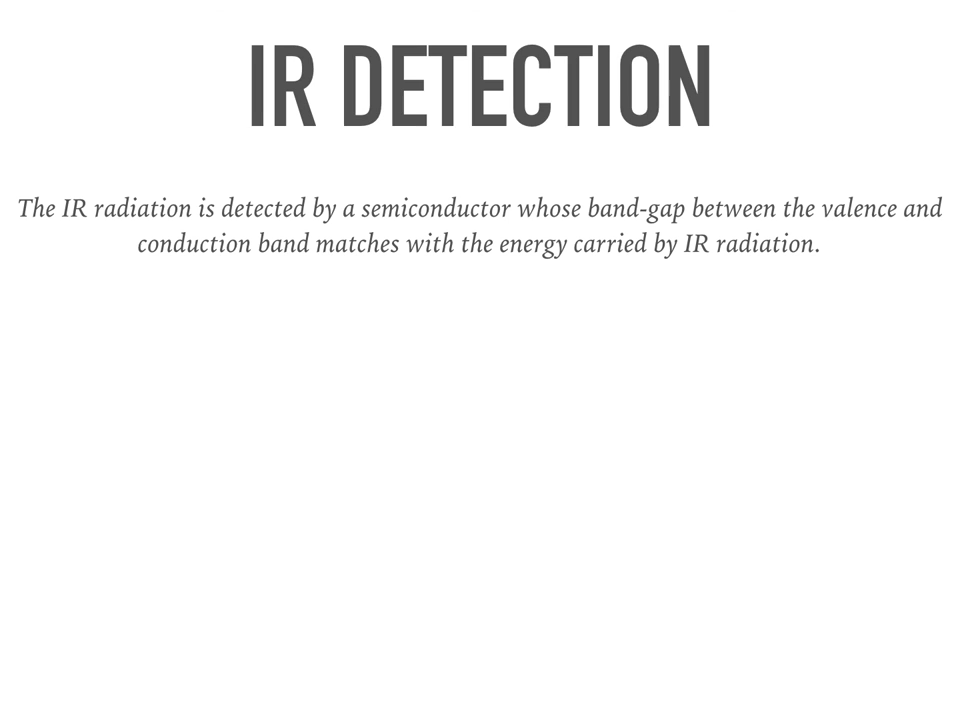 IR DETECTION
The IR radiation is detected by a semiconductor whose band-gap between the valence and
conduction band matches with the energy carried by IR radiation.